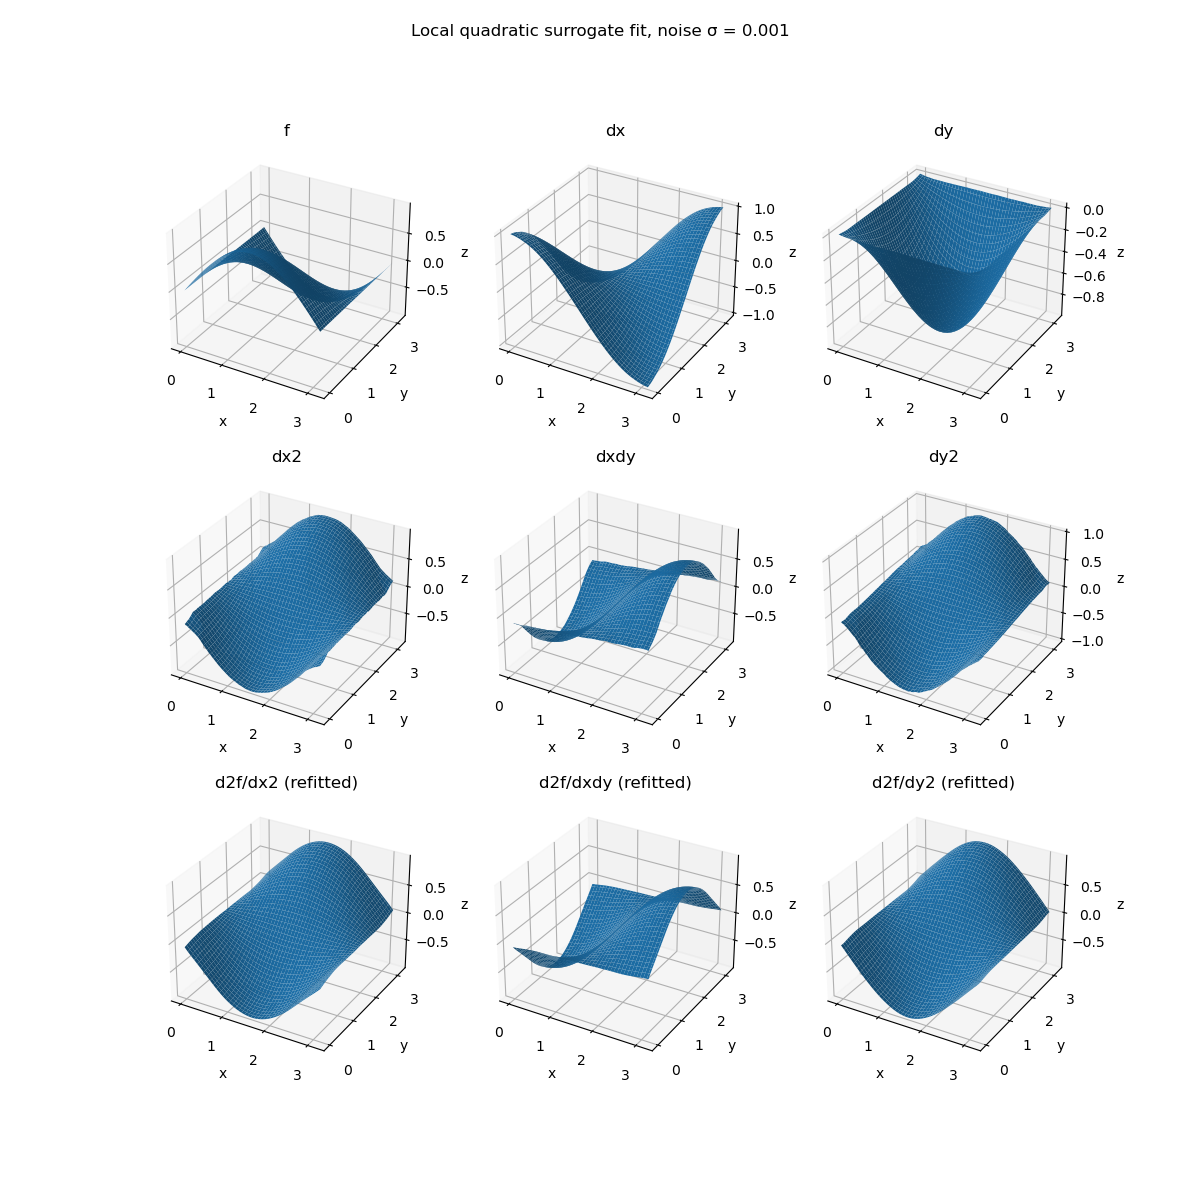 Local quadratic surrogate fit, noise σ = 0.001
f
dx
dy
0.5
0.0
−0.5
z
0
1
2
3
x
0
1
2
3
y
1.0
0.5
0.0
−0.5
−1.0
z
0
1
2
3
x
0
1
2
3
y
0.0
−0.2
−0.4
−0.6
−0.8
z
0
1
2
3
x
0
1
2
3
y
dx2
dxdy
dy2
0.5
0.0
−0.5
z
0
1
2
3
x
0
1
2
3
y
0.5
0.0
−0.5
z
0
1
2
3
x
0
1
2
3
y
1.0
0.5
0.0
−0.5
−1.0
z
0
1
2
3
x
0
1
2
3
y
d2f/dx2 (refitted)
d2f/dxdy (refitted)
d2f/dy2 (refitted)
0.5
0.0
−0.5
z
0
1
2
3
x
0
1
2
3
y
0.5
0.0
−0.5
z
0
1
2
3
x
0
1
2
3
y
0.5
0.0
−0.5
z
0
1
2
3
x
0
1
2
3
y